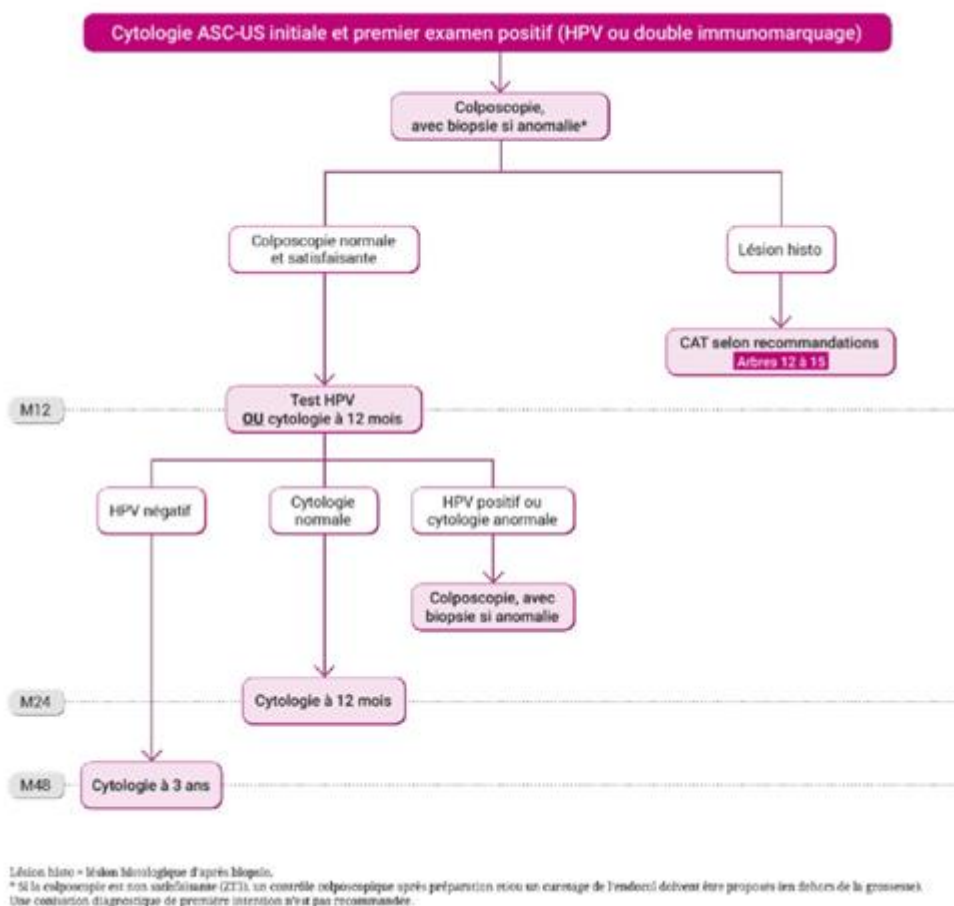 Cytologie ASC-US initiale et premier examen positif (HPV ou double immunomarquage)
Colposcopie,
avec biopsie si anomalie*
Colposcopie normale
et satisfaisante
Lésion histo
CAT selon recommandations
Arbres 12 à 15
M12
Test HPV
OU cytologie à 12 mois
HPV négatif
Cytologie
normale
HPV positif ou
cytologie anormale
Colposcopie, avec
biopsie si anomalie
M24
Cytologie à 12 mois
M48
Cytologie à 3 ans
Lésion histo = lésion histologique d'après biopsie.
* Si la colposcopie est non satisfaisante (ZT3), un contrôle colposcopique après préparation et/ou un curetage de l'endocol doivent être proposés (en dehors de la grossesse).
Une conisation diagnostique de première intention n'est pas recommandée.